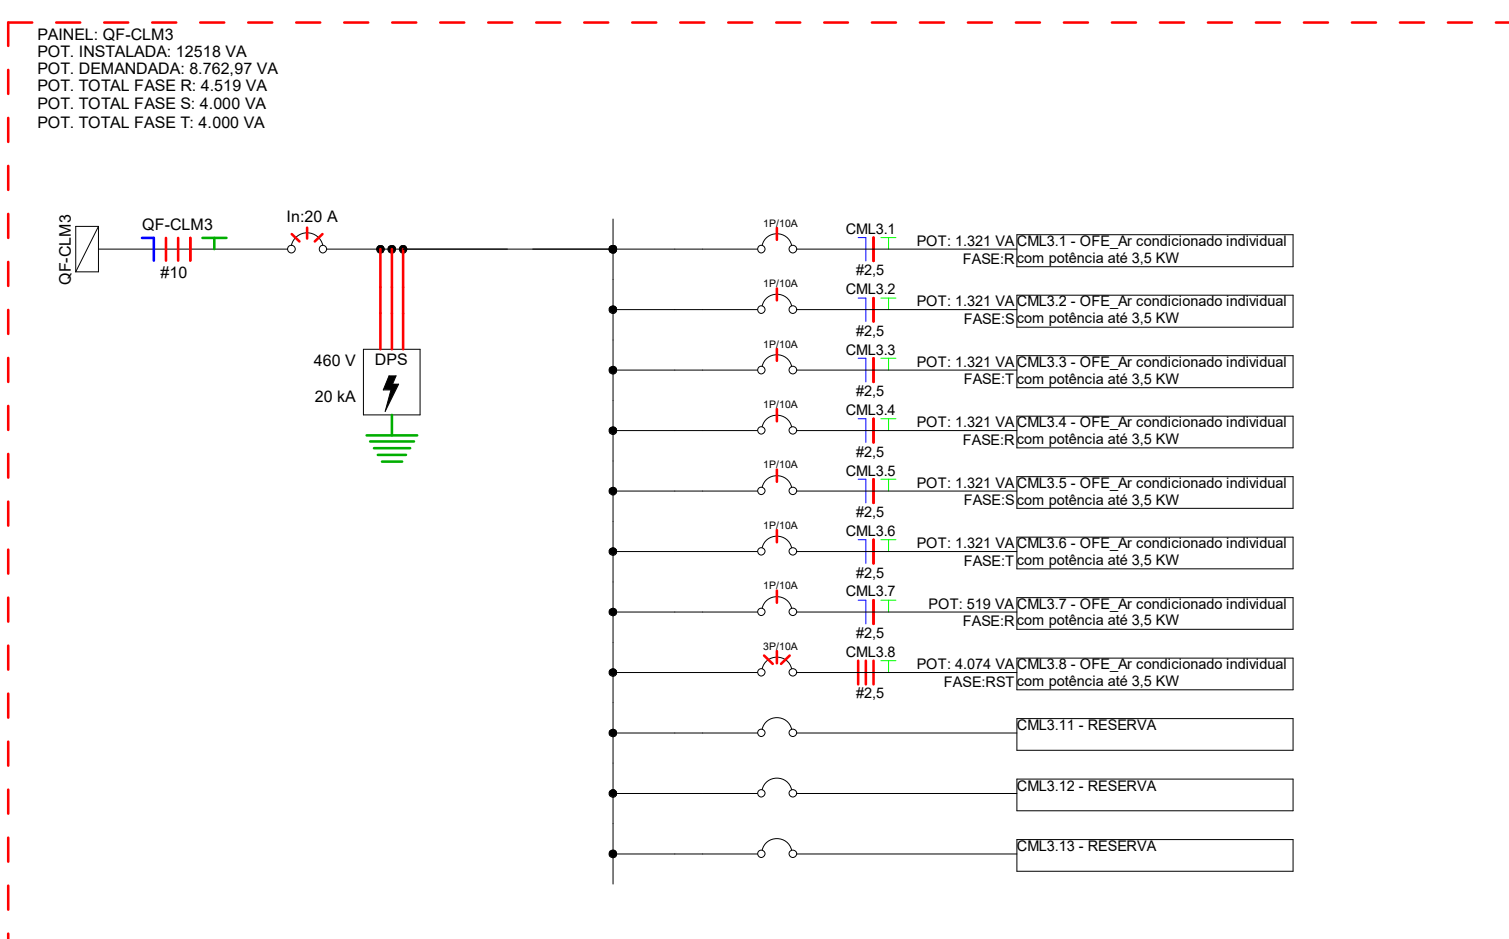 PAINEL: QF-CLM3
POT. INSTALADA: 12518 VA
POT. DEMANDADA: 8.762,97 VA
POT. TOTAL FASE R: 4.519 VA
POT. TOTAL FASE S: 4.000 VA
POT. TOTAL FASE T: 4.000 VA
QF-CLM3
QF-CLM3
#10
In:20 A
460 V
20 kA
DPS
1P/10A
CML3.1
#2,5
POT: 1.321 VA
FASE:R
CML3.1 - OFE_Ar condicionado individual
com potência até 3,5 KW
1P/10A
CML3.2
#2,5
POT: 1.321 VA
FASE:S
CML3.2 - OFE_Ar condicionado individual
com potência até 3,5 KW
1P/10A
CML3.3
#2,5
POT: 1.321 VA
FASE:T
CML3.3 - OFE_Ar condicionado individual
com potência até 3,5 KW
1P/10A
CML3.4
#2,5
POT: 1.321 VA
FASE:R
CML3.4 - OFE_Ar condicionado individual
com potência até 3,5 KW
1P/10A
CML3.5
#2,5
POT: 1.321 VA
FASE:S
CML3.5 - OFE_Ar condicionado individual
com potência até 3,5 KW
1P/10A
CML3.6
#2,5
POT: 1.321 VA
FASE:T
CML3.6 - OFE_Ar condicionado individual
com potência até 3,5 KW
1P/10A
CML3.7
#2,5
POT: 519 VA
FASE:R
CML3.7 - OFE_Ar condicionado individual
com potência até 3,5 KW
3P/10A
CML3.8
#2,5
POT: 4.074 VA
FASE:RST
CML3.8 - OFE_Ar condicionado individual
com potência até 3,5 KW
CML3.11 - RESERVA
CML3.12 - RESERVA
CML3.13 - RESERVA